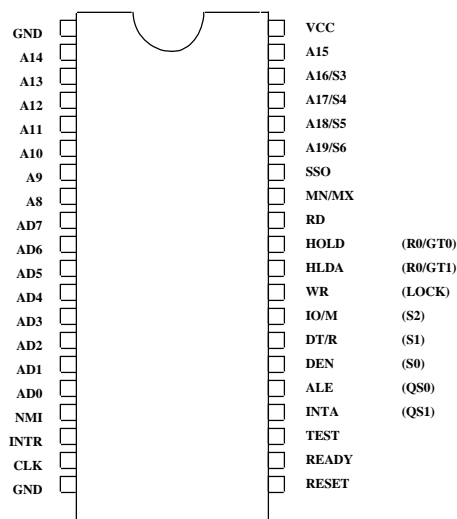 GND VCC
A14 A15
A13 A16/S3
A12 A17/S4
A11 A18/S5
A10 A19/S6
A9 SSO
A8 MN/MX
AD7 RD
AD6 HOLD (R0/GT0)
AD5 HLDA (R0/GT1)
AD4 WR (LOCK)
AD3 IO/M (S2)
AD2 DT/R (S1)
AD1 DEN (S0)
AD0 ALE (QS0)
NMI INTA (QS1)
INTR TEST
CLK READY
GND RESET